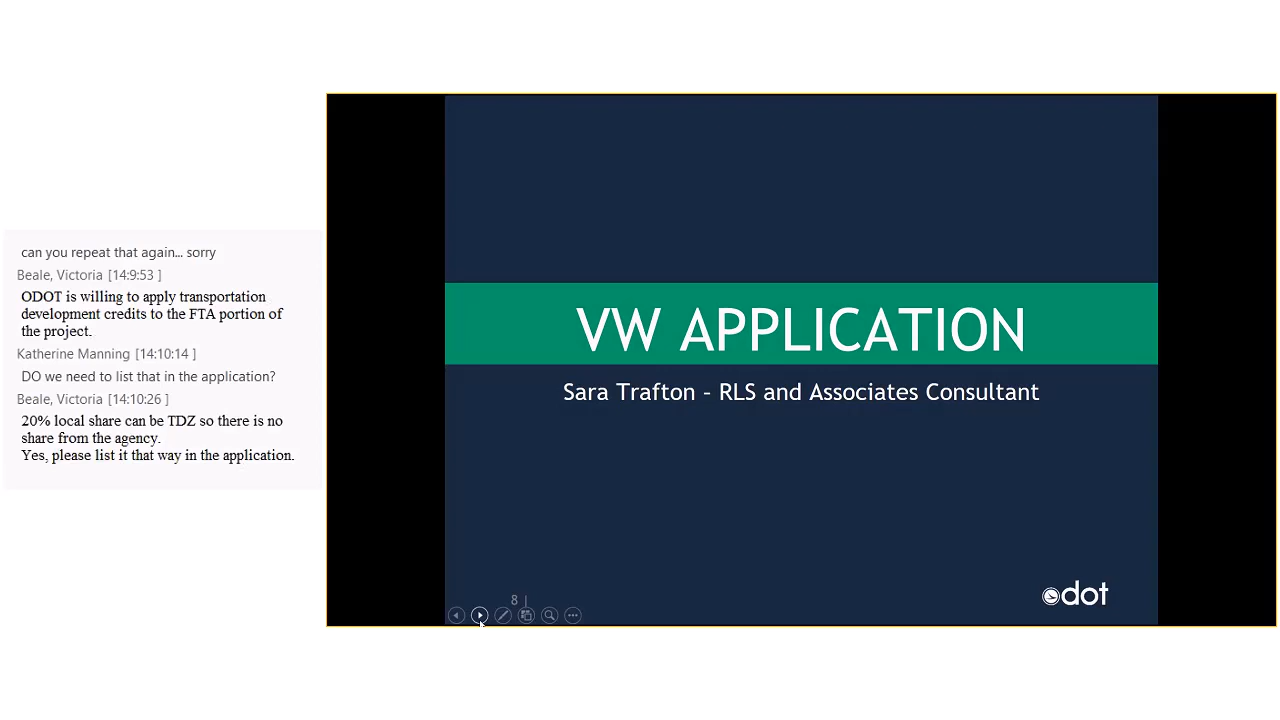 can you repeat that again... sorry
Beale, Victoria [14:9:53 ]
ODOT is willing to apply transportation
development credits to the FTA portion of
the project.
Katherine Manning [14:10:14 ]
DO we need to list that in the application?
Beale, Victoria [14:10:26 ]
20% local share can be TDZ so there is no
share from the agency.
Yes, please list it that way in the application.
VW APPLICATION
Sara Trafton – RLS and Associates Consultant
8 |
odot